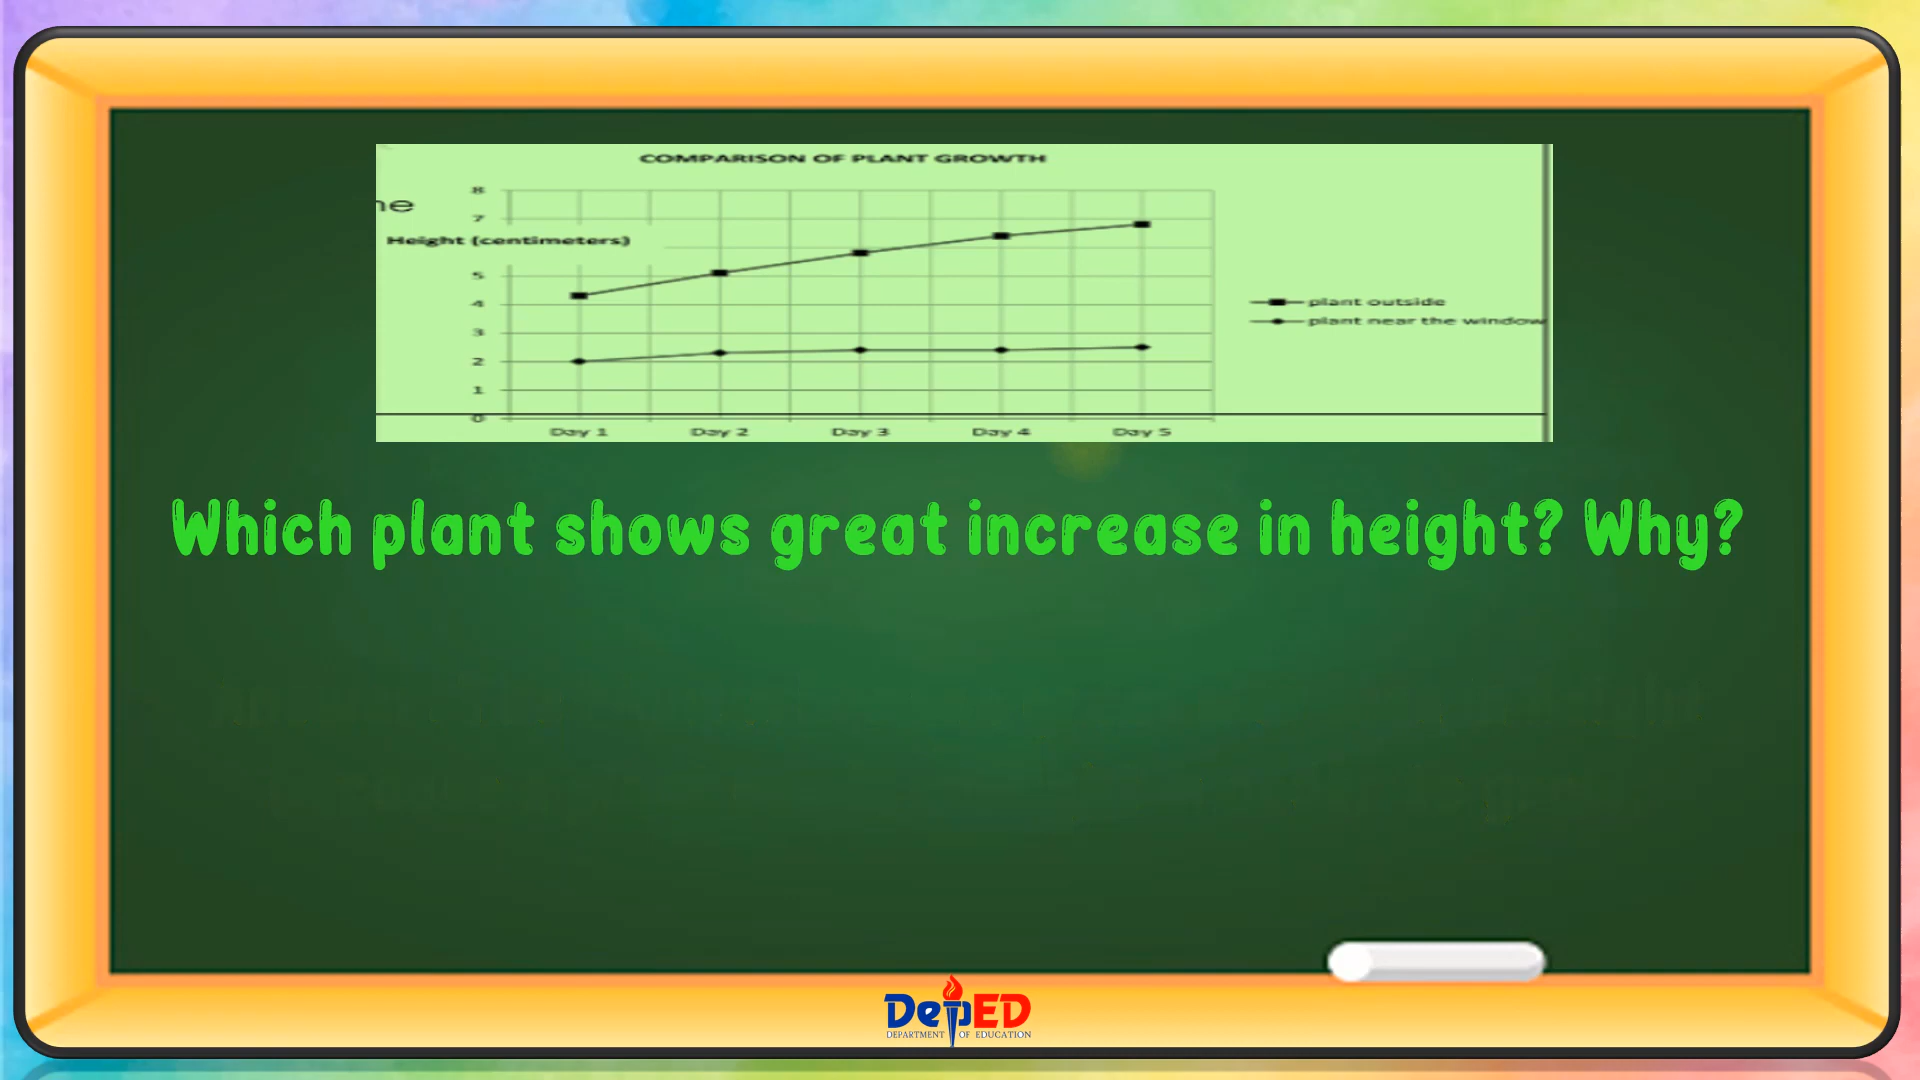 COMPARISON OF PLANT GROWTH
8
ne
7
Height (centimeters)
5
4
plant outside
3
plant near the window
2
1
0
Day 1 Day 2 Day 3 Day 4 Day 5
Which plant shows great increase in height? Why?
DepED
DEPARTMENT OF EDUCATION